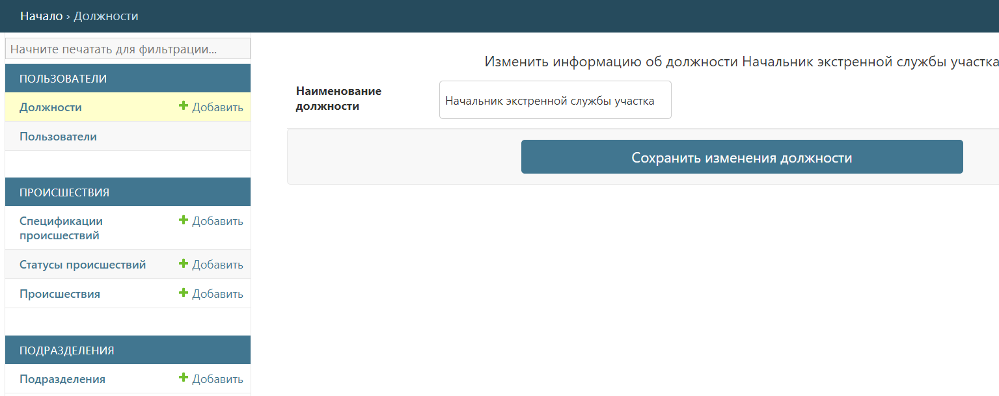 Начало › Должности
Начните печатать для фильтрации...
ПОЛЬЗОВАТЕЛИ
Должности Добавить
Пользователи
ПРОИСШЕСТВИЯ
Спецификации Добавить
происшествий
Статусы происшествий Добавить
Происшествия Добавить
ПОДРАЗДЕЛЕНИЯ
Подразделения Добавить
Изменить информацию об должности Начальник экстренной службы участка
Наименование
должности
Начальник экстренной службы участка
Сохранить изменения должности